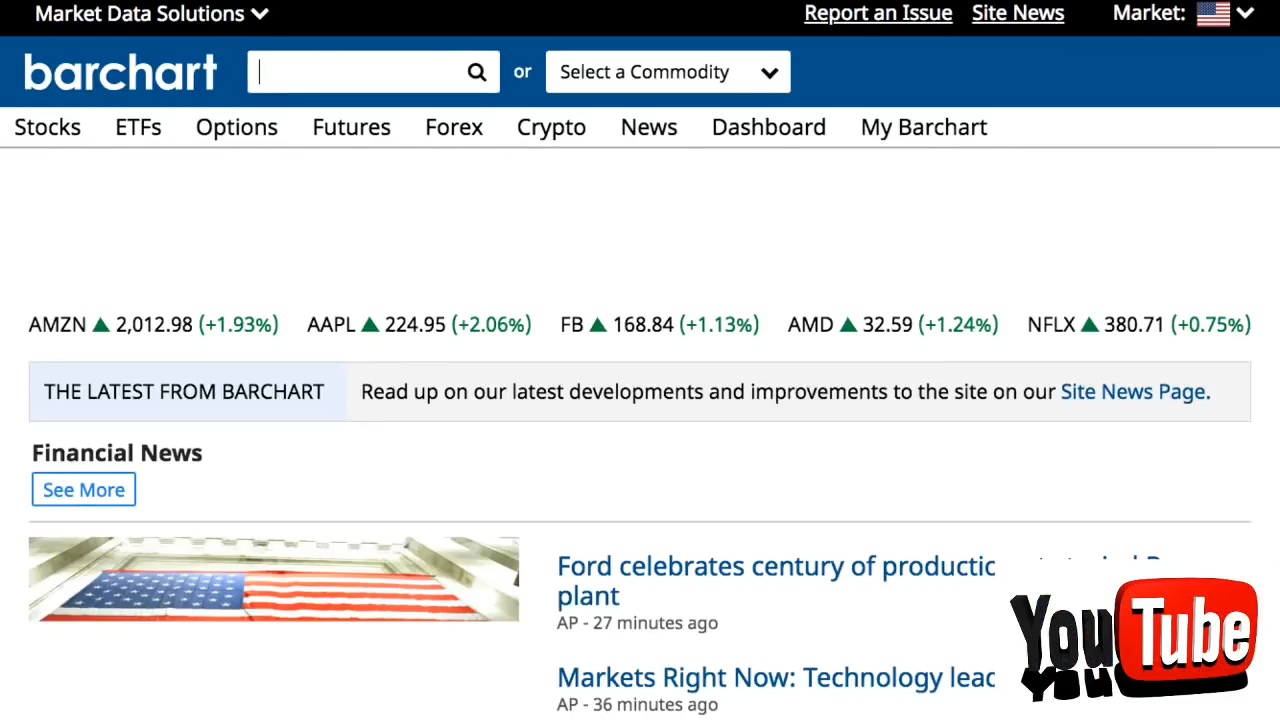 Market Data Solutions
Report an Issue Site News Market:
barchart
or Select a Commodity
Stocks ETFs Options Futures Forex Crypto News Dashboard My Barchart
AMZN ▲ 2,012.98 (+1.93%) AAPL ▲ 224.95 (+2.06%) FB ▲ 168.84 (+1.13%) AMD ▲ 32.59 (+1.24%) NFLX ▲ 380.71 (+0.75%)
THE LATEST FROM BARCHART Read up on our latest developments and improvements to the site on our Site News Page.
Financial News
See More
Ford celebrates century of
plant
AP - 27 minutes ago
Markets Right Now: Technology
AP - 36 minutes ago
YouTube